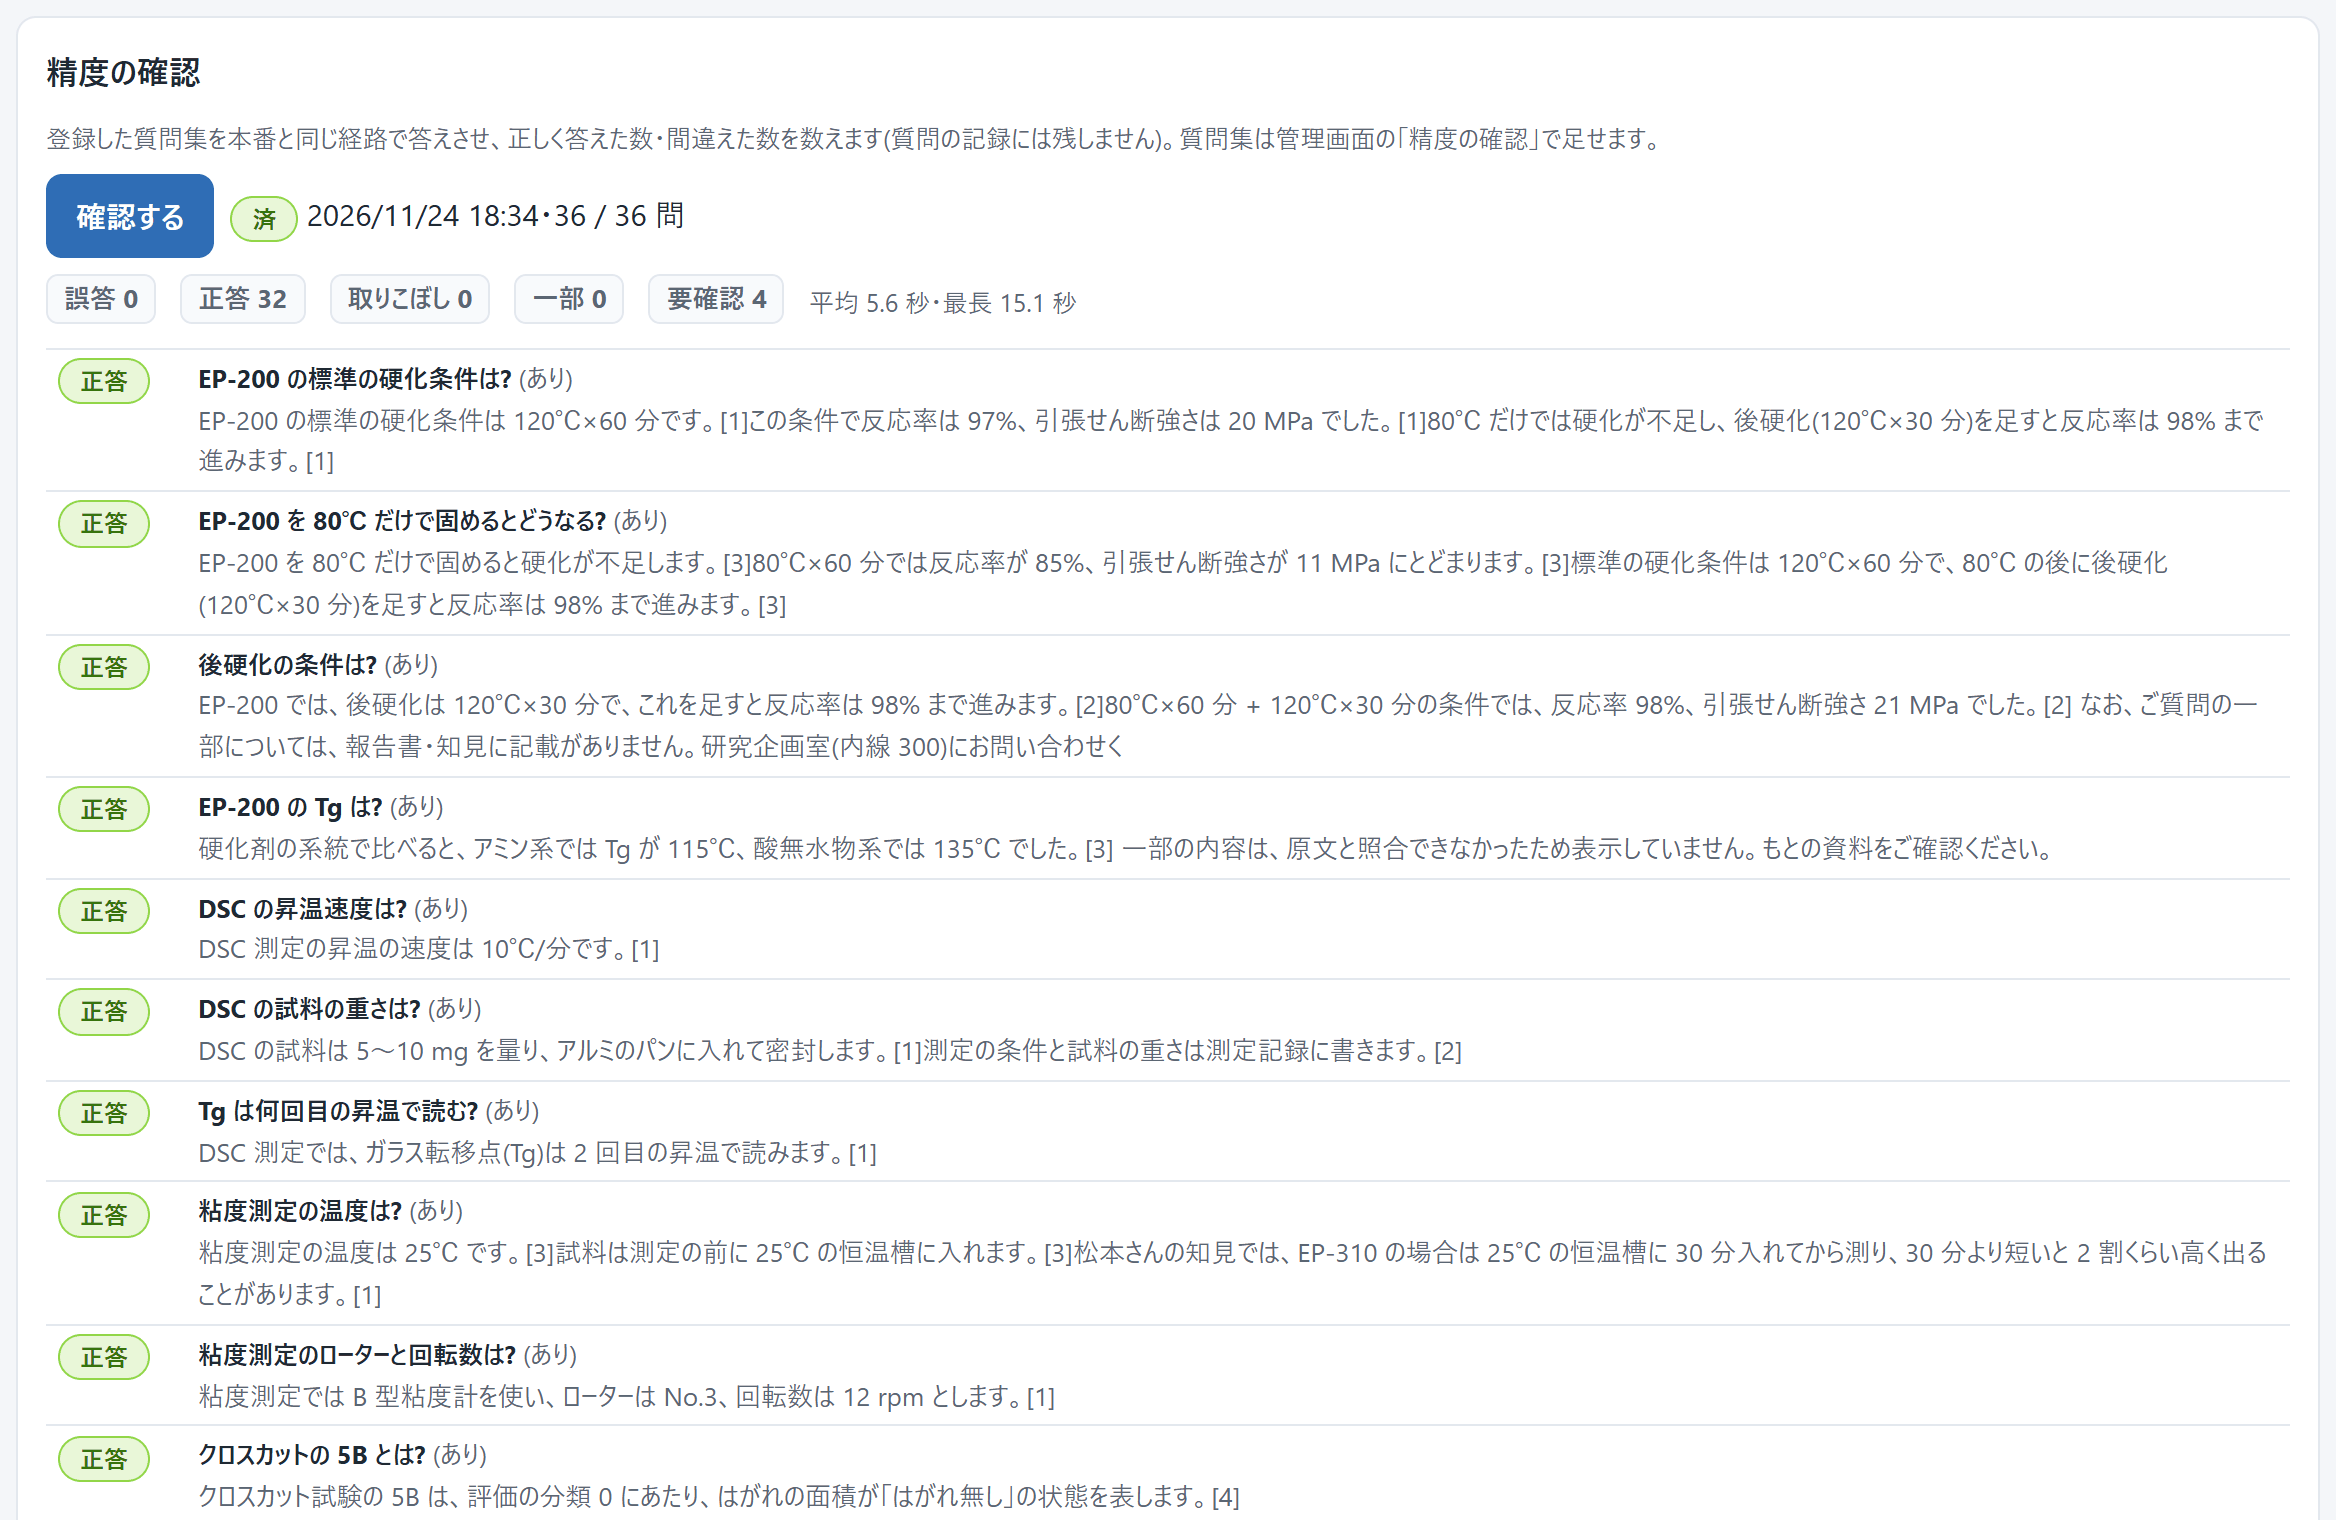 精度の確認
登録した質問集を本番と同じ経路で答えさせ、正しく答えた数・間違えた数を数えます(質問の記録には残しません)。質問集は管理画面の「精度の確認」で足せます。
確認する 済 2026/11/24 18:34・36 / 36 問
誤答 0 正答 32 取りこぼし 0 一部 0 要確認 4 平均 5.6 秒・最長 15.1 秒
正答 EP-200 の標準の硬化条件は? (あり)
EP-200 の標準の硬化条件は 120℃×60 分です。[1]この条件で反応率は 97%、引張せん断強さは 20 MPa でした。[1]80℃ だけでは硬化が不足し、後硬化(120℃×30 分)を足すと反応率は 98% まで
進みます。[1]
正答 EP-200 を 80℃ だけで固めるとどうなる? (あり)
EP-200 を 80℃ だけで固めると硬化が不足します。[3]80℃×60 分では反応率が 85%、引張せん断強さが 11 MPa にとどまります。[3]標準の硬化条件は 120℃×60 分で、80℃ の後に後硬化
(120℃×30 分)を足すと反応率は 98% まで進みます。[3]
正答 後硬化の条件は? (あり)
EP-200 では、後硬化は 120℃×30 分で、これを足すと反応率は 98% まで進みます。[2]80℃×60 分 + 120℃×30 分の条件では、反応率 98%、引張せん断強さ 21 MPa でした。[2] なお、ご質問の一
部については、報告書・知見に記載がありません。研究企画室(内線 300)にお問い合わせく
正答 EP-200 の Tg は? (あり)
硬化剤の系統で比べると、アミン系では Tg が 115℃、酸無水物系では 135℃ でした。[3] 一部の内容は、原文と照合できなかったため表示していません。もとの資料をご確認ください。
正答 DSC の昇温速度は? (あり)
DSC 測定の昇温の速度は 10℃/分です。[1]
正答 DSC の試料の重さは? (あり)
DSC の試料は 5～10 mg を量り、アルミのパンに入れて密封します。[1]測定の条件と試料の重さは測定記録に書きます。[2]
正答 Tg は何回目の昇温で読む? (あり)
DSC 測定では、ガラス転移点(Tg)は 2 回目の昇温で読みます。[1]
正答 粘度測定の温度は? (あり)
粘度測定の温度は 25℃ です。[3]試料は測定の前に 25℃ の恒温槽に入れます。[3]松本さんの知見では、EP-310 の場合は 25℃ の恒温槽に 30 分入れてから測り、30 分より短いと 2 割くらい高く出る
ことがあります。[1]
正答 粘度測定のローターと回転数は? (あり)
粘度測定では B 型粘度計を使い、ローターは No.3、回転数は 12 rpm とします。[1]
正答 クロスカットの 5B とは? (あり)
クロスカット試験の 5B は、評価の分類 0 にあたり、はがれの面積が「はがれ無し」の状態を表します。[4]